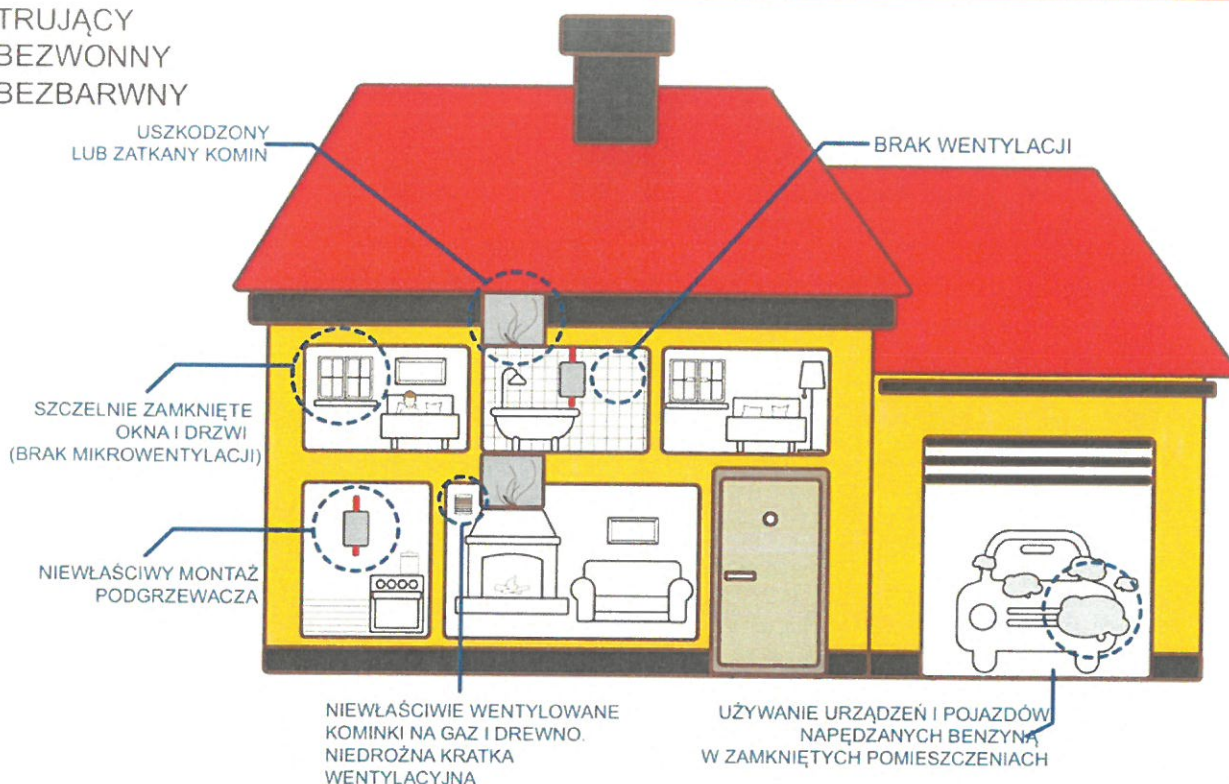 TRUJĄCY
BEZWONNY
BEZBARWNY
USZKODZONY
LUB ZATKANY KOMIN
BRAK WENTYLACJI
SZCZELNIE ZAMKNIĘTE
OKNA I DRZWI
(BRAK MIKROWENTYLACJI)
NIEWŁAŚCIWY MONTAŻ
PODGRZEWACZA
NIEWŁAŚCIWIE WENTYLOWANE
KOMINKI NA GAZ I DREWNO.
NIEDROŻNA KRATKA
WENTYLACYJNA
UŻYWANIE URZĄDZEŃ I POJAZDÓW
NAPĘDZANYCH BENZYNĄ
W ZAMKNIĘTYCH POMIESZCZENIACH